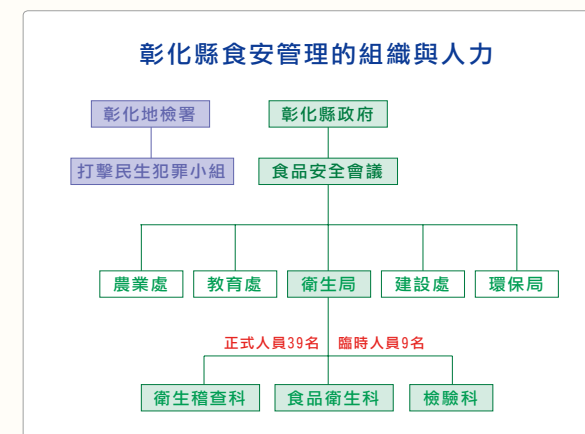 彰化縣食安管理的組織與人力
彰化地檢署 彰化縣政府
打擊民生犯罪小組 食品安全會議
農業處 教育處 衛生局 建設處 環保局
正式人員39名 臨時人員9名
衛生稽查科 食品衛生科 檢驗科